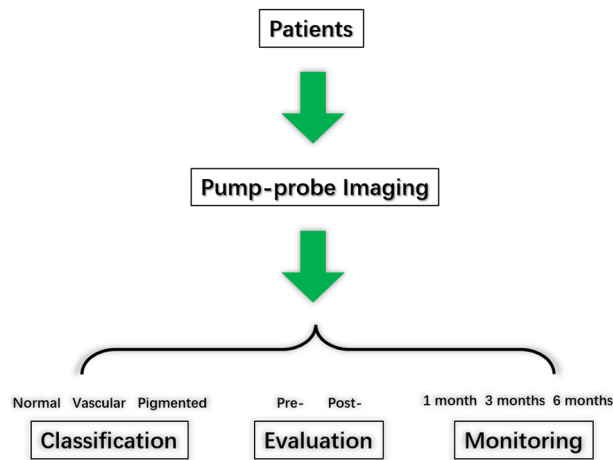 Patients
Pump-probe Imaging
Normal Vascular Pigmented Pre- Post- 1 month 3 months 6 months
Classification Evaluation Monitoring